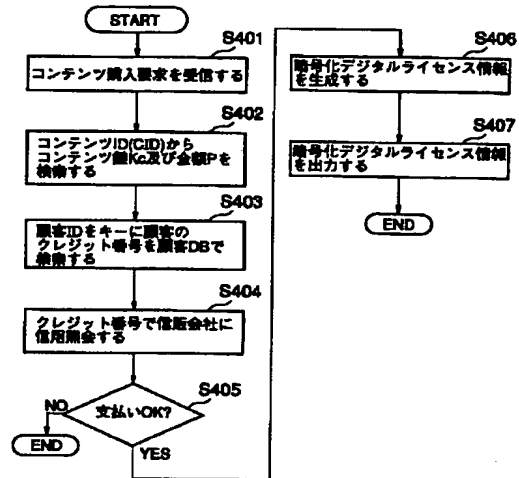 START
S401
コンテンツ購入要求を受信する
S402
コンテンツID(CID)から
コンテンツ鍵Kc及び金額Pを
検索する
S403
顧客IDをキーに顧客の
クレジット番号を顧客DBで
検索する
S404
クレジット番号で信販会社に
信用照会する
S405
支払いOK?
NO
END
YES
S406
暗号化デジタルライセンス情報
を生成する
S407
暗号化デジタルライセンス情報
を出力する
END